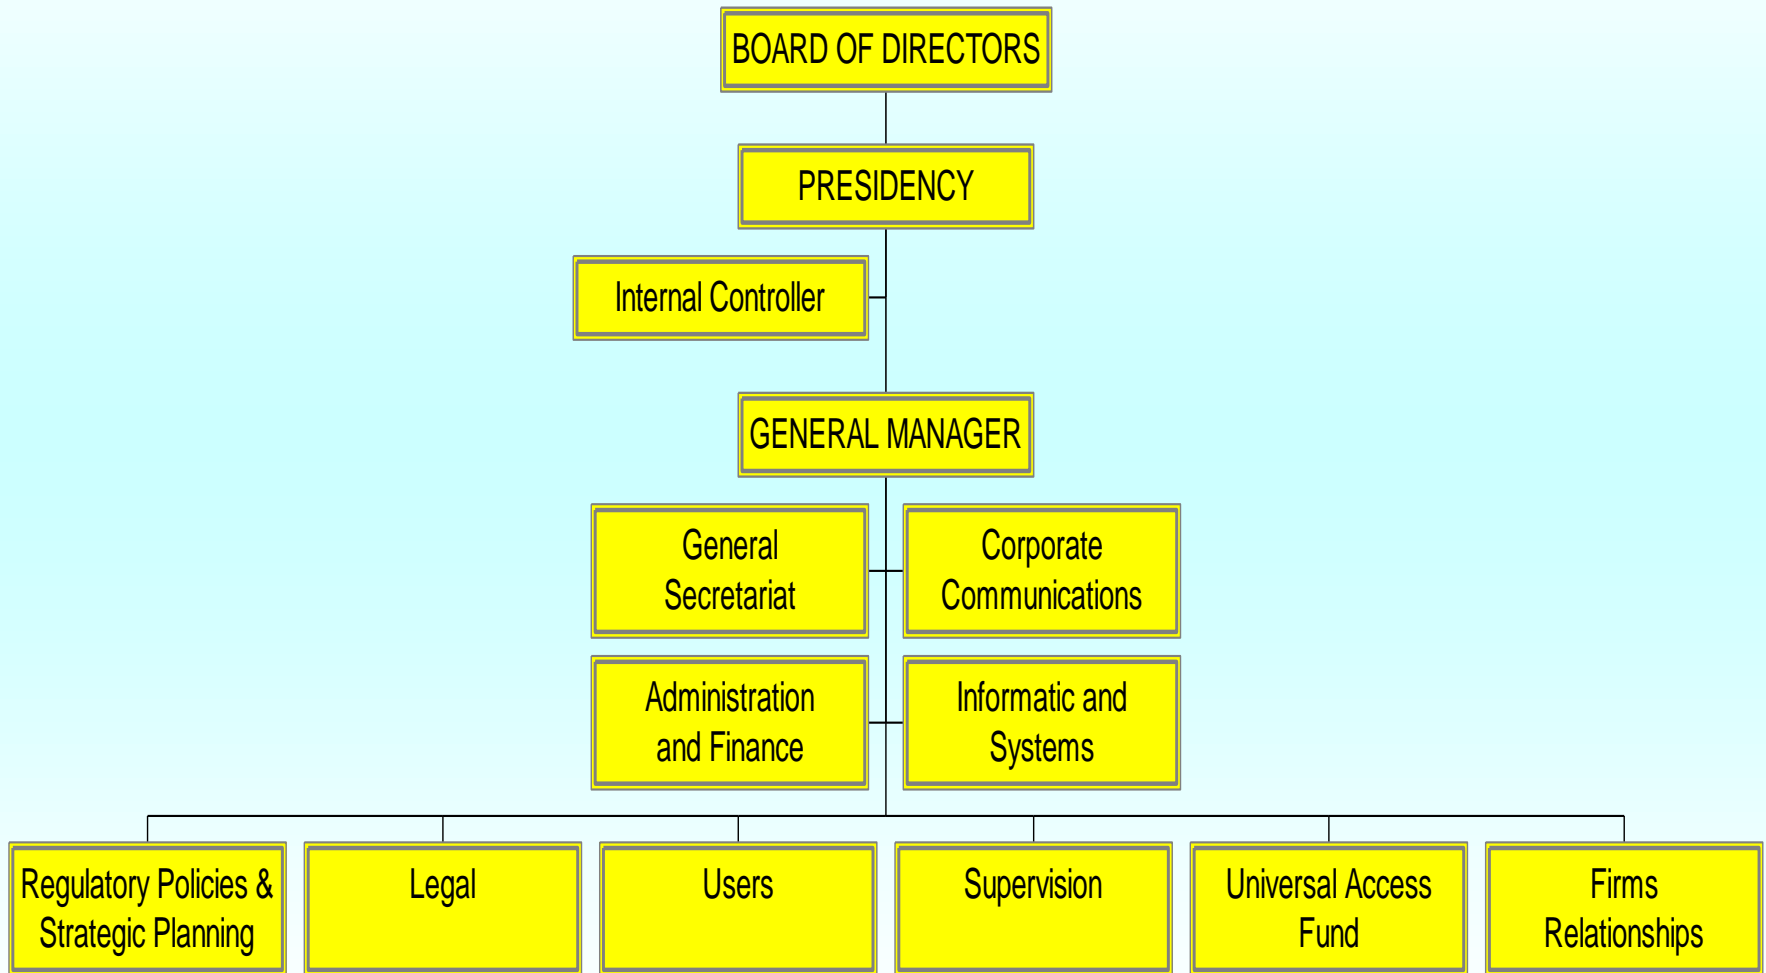 BOARD OF DIRECTORS
PRESIDENCY
Internal Controller
GENERAL MANAGER
General
Secretariat
Corporate
Communications
Administration
and Finance
Informatic and
Systems
Regulatory Policies &
Strategic Planning
Legal
Users
Supervision
Universal Access
Fund
Firms
Relationships